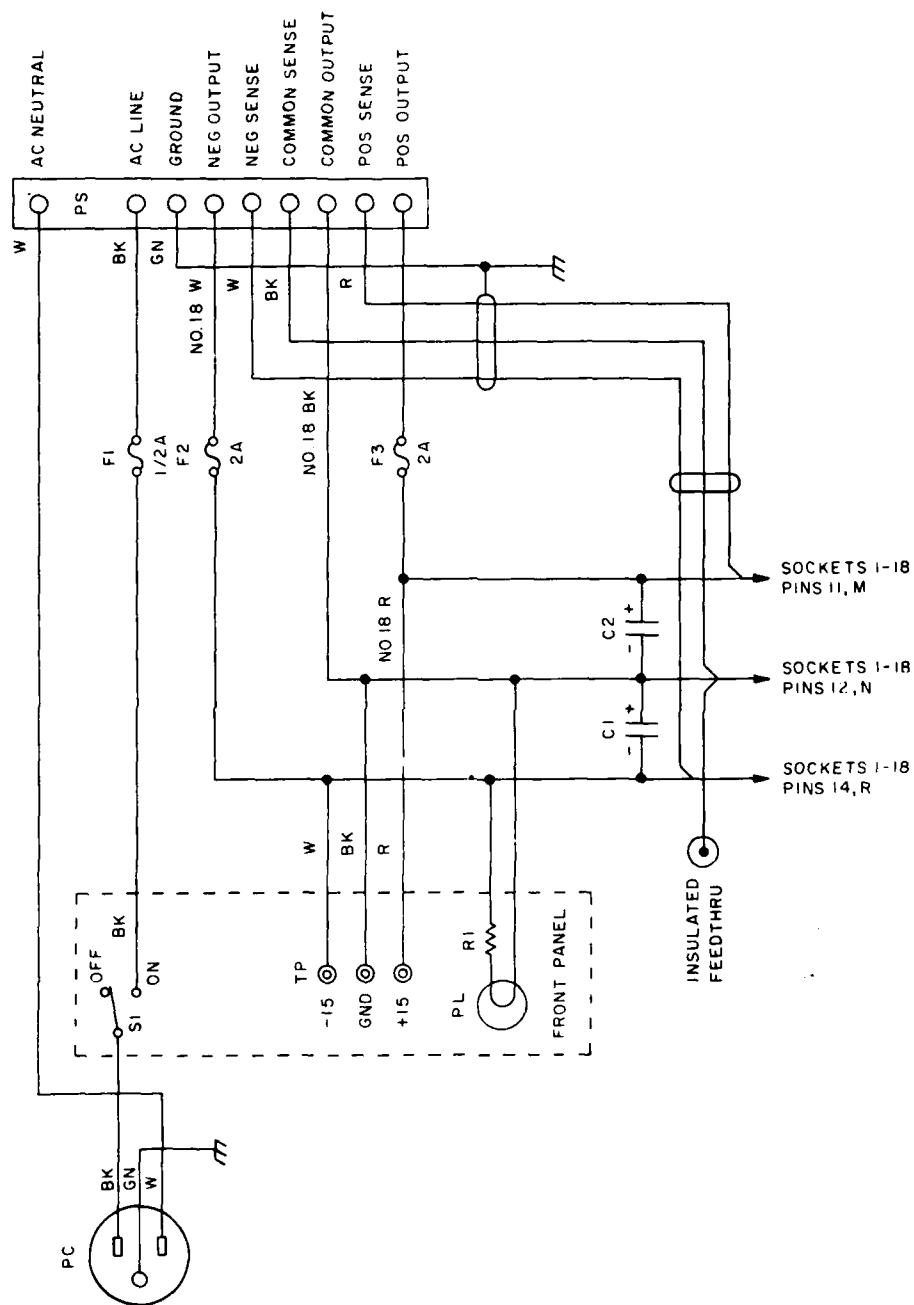 AC NEUTRAL
PS
AC LINE
GROUND
NEG OUTPUT
NEG SENSE
COMMON SENSE
COMMON OUTPUT
POS SENSE
POS OUTPUT
W
BK
GN
NO. 18 W
W
BK
NO. 18 BK
R
F1
1/2A
F2
2A
F3
2A
NO 18 R
SOCKETS 1-18
PINS 11, M
C2
+
-
SOCKETS 1-18
PINS 12, N
C1
+
-
SOCKETS 1-18
PINS 14, R
W
BK
R
INSULATED
FEEDTHRU
BK
OFF
ON
S1
TP
-15
GND
+15
R1
PL
FRONT PANEL
BK
GN
W
PC